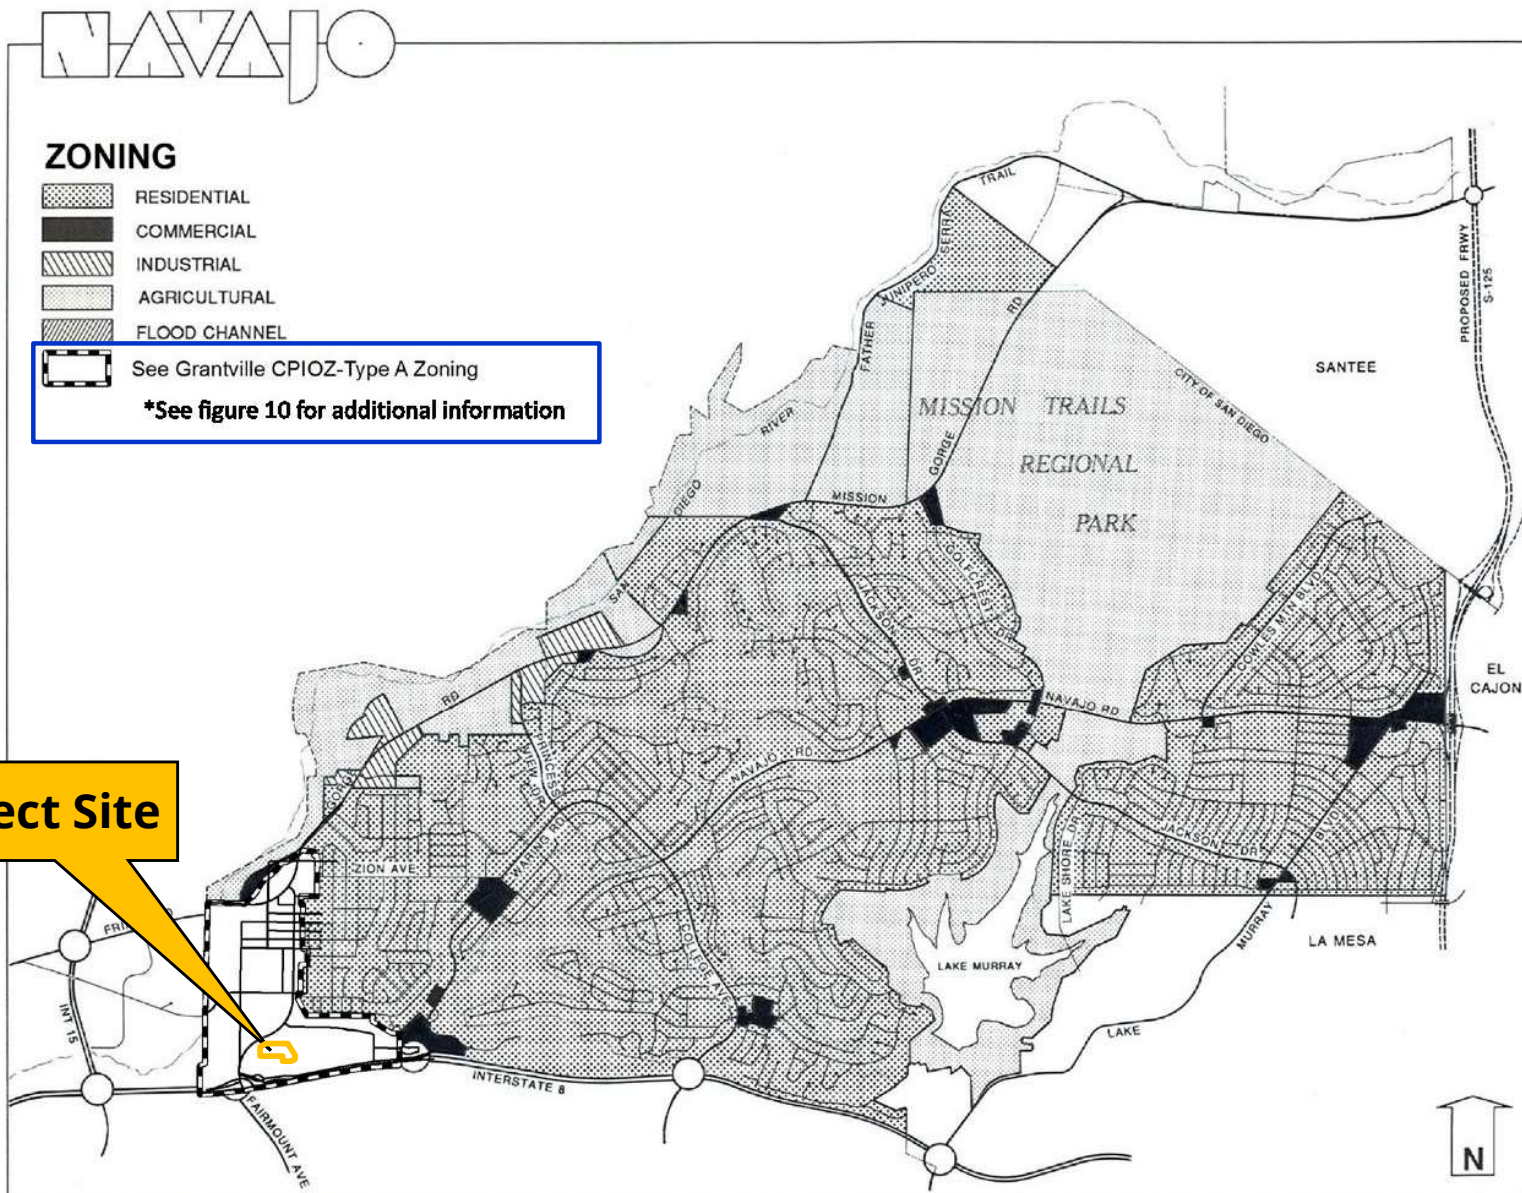 NAVAJO
ZONING
RESIDENTIAL
COMMERCIAL
INDUSTRIAL
AGRICULTURAL
FLOOD CHANNEL
See Grantville CPIOZ-Type A Zoning
*See figure 10 for additional information
TRAIL
JUNIPERO SERRA
FATHER
RD
GORGE
MISSION
PROPOSED FRWY
S-125
SANTEE
CITY OF SAN DIEGO
MISSION TRAILS
REGIONAL
PARK
RIVER
DIEGO
SAN
GOLFCREST DR
JACKSON
DR
COWLES MTN BLVD
EL
CAJON
NAVAJO RD
RD
PRINCESS
VIEW DR
NAVAJO RD
ect Site
ZION AVE
WARING RD
COLLEGE AVE
LAKE SHORE DR
JACKSON DR
BLVD
MURRAY
LA MESA
LAKE MURRAY
LAKE
INT 15
INTERSTATE 8
FAIRMOUNT AVE
N